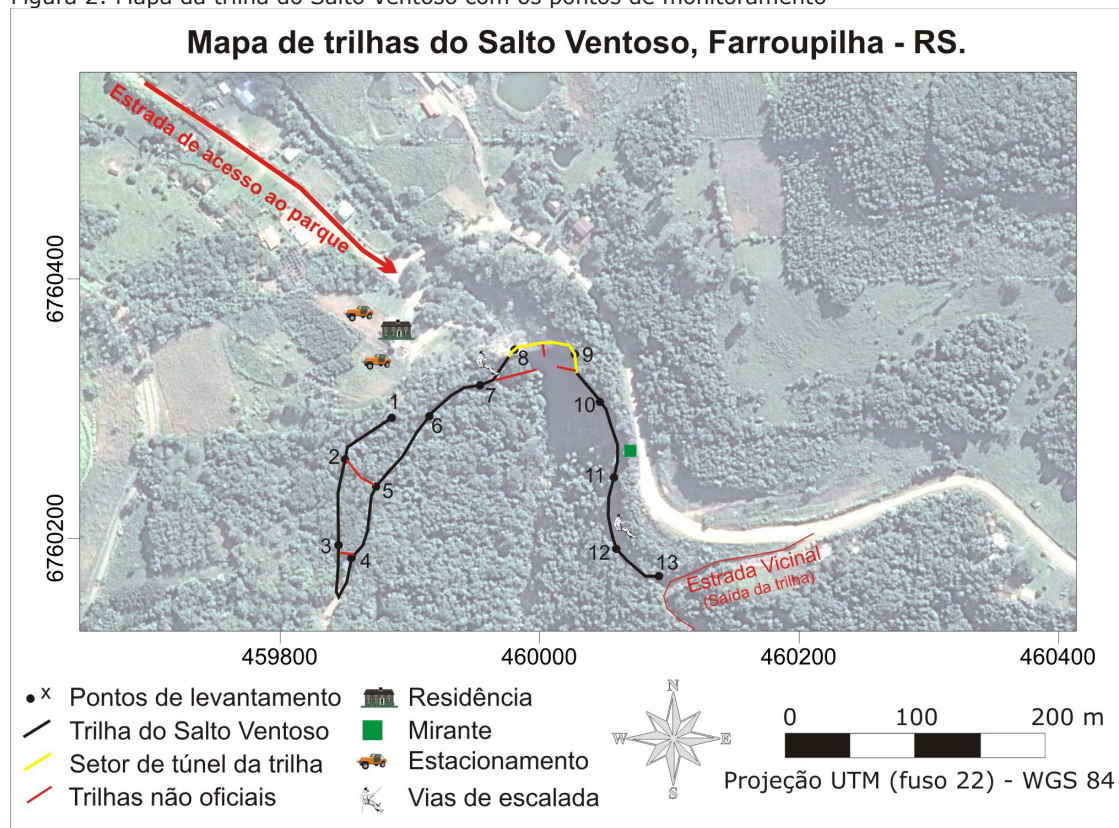 Figura 2: Mapa da trilha do Salto Ventoso com os pontos de monitoramento
Mapa de trilhas do Salto Ventoso, Farroupilha - RS.
Estrada de acesso ao parque
6760400
6760200
1
2
3
4
5
6
7
8
9
10
11
12
13
Estrada Vicinal
(Saída da trilha)
459800
460000
460200
460400
x Pontos de levantamento
Trilha do Salto Ventoso
Setor de túnel da trilha
Trilhas não oficiais
Residência
Mirante
Estacionamento
Vias de escalada
N
W
E
S
0 100 200 m
Projeção UTM (fuso 22) - WGS 84